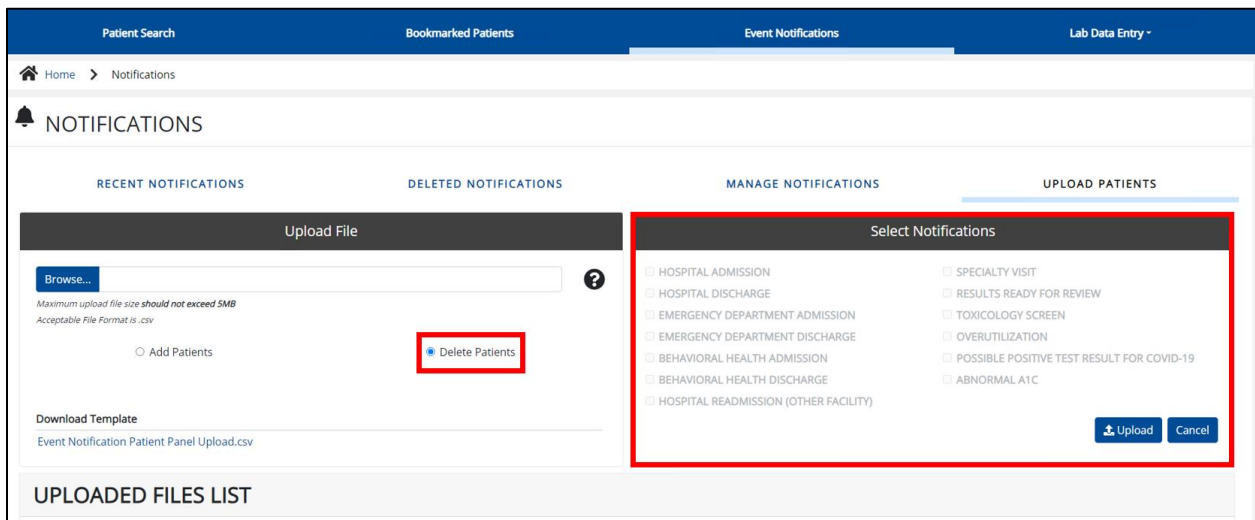 Patient Search
Bookmarked Patients
Event Notifications
Lab Data Entry
Home > Notifications
NOTIFICATIONS
RECENT NOTIFICATIONS
DELETED NOTIFICATIONS
MANAGE NOTIFICATIONS
UPLOAD PATIENTS
Upload File
Browse...
?
Maximum upload file size should not exceed 5MB
Acceptable File Format is .csv
Add Patients
Delete Patients
Download Template
Event Notification Patient Panel Upload.csv
Select Notifications
HOSPITAL ADMISSION
HOSPITAL DISCHARGE
EMERGENCY DEPARTMENT ADMISSION
EMERGENCY DEPARTMENT DISCHARGE
BEHAVIORAL HEALTH ADMISSION
BEHAVIORAL HEALTH DISCHARGE
HOSPITAL READMISSION (OTHER FACILITY)
SPECIALTY VISIT
RESULTS READY FOR REVIEW
TOXICOLOGY SCREEN
OVERUTILIZATION
POSSIBLE POSITIVE TEST RESULT FOR COVID-19
ABNORMAL A1C
Upload
Cancel
UPLOADED FILES LIST